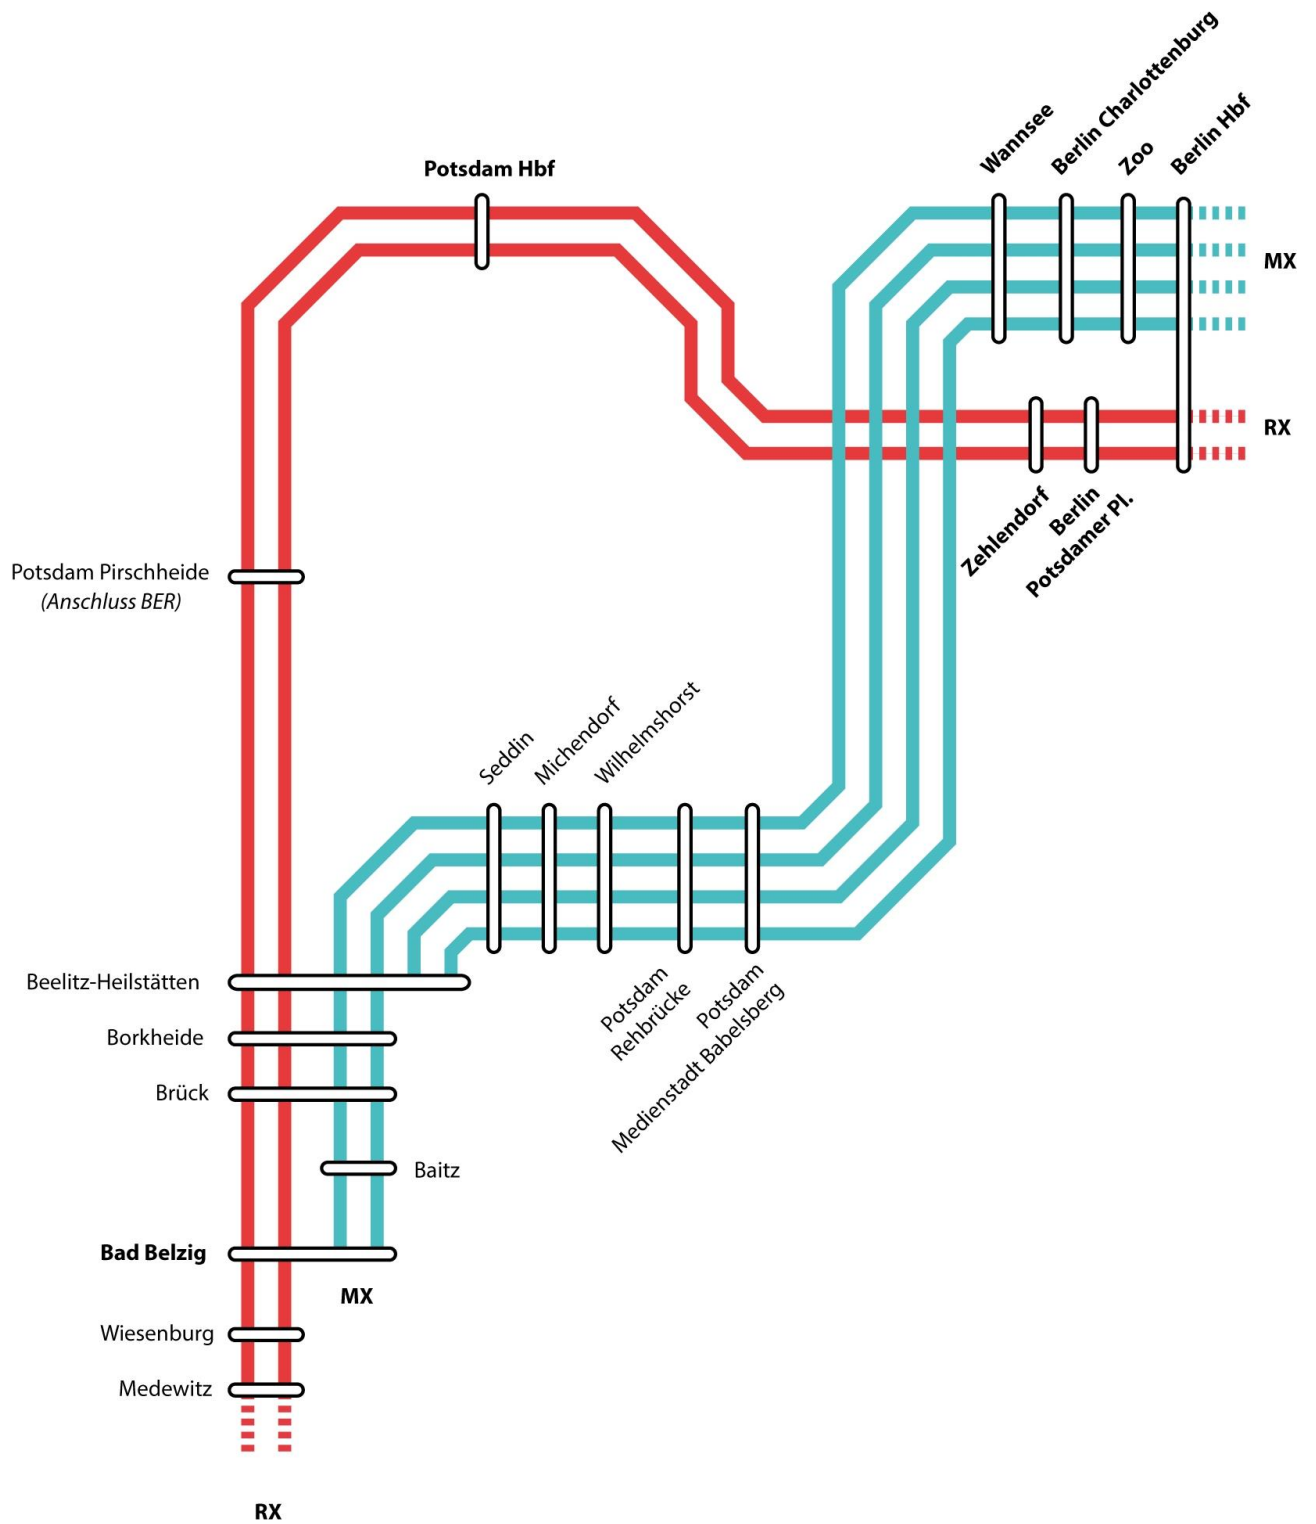 Potsdam Hbf
Wannsee
Berlin Charlottenburg
Zoo
Berlin Hbf
MX
RX
Zehlendorf
Berlin
Potsdamer Pl.
Potsdam Pirschheide
(Anschluss BER)
Seddin
Michendorf
Wilhelmshorst
Beelitz-Heilstätten
Potsdam
Rehbrücke
Potsdam
Medienstadt Babelsberg
Borkheide
Brück
Baitz
Bad Belzig
MX
Wiesenburg
Medewitz
RX